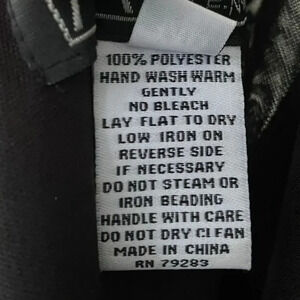 100% POLYESTER
HAND WASH WARM
GENTLY
NO BLEACH
LAY FLAT TO DRY
LOW IRON ON
REVERSE SIDE
IF NECESSARY
DO NOT STEAM OR
IRON BEADING
HANDLE WITH CARE
DO NOT DRY CLEAN
MADE IN CHINA
RN 79283